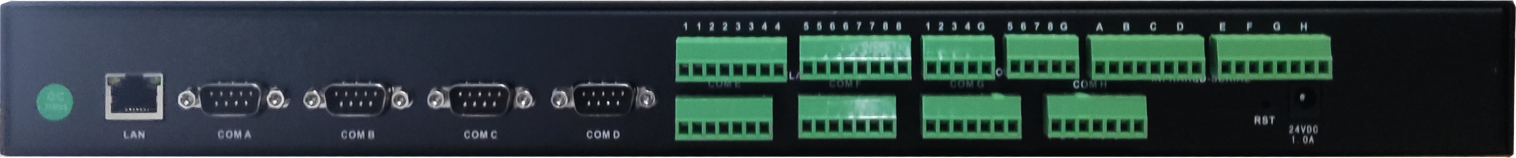 1 1 2 2 3 3 4 4
5 5 6 6 7 7 8 8
1 2 3 4 G
5 6 7 8 G
A B C D
E F G H
COM E
COM F
COM G
COM H
QC
LAN
COM A
COM B
COM C
COM D
RST
24VDC
1.0A